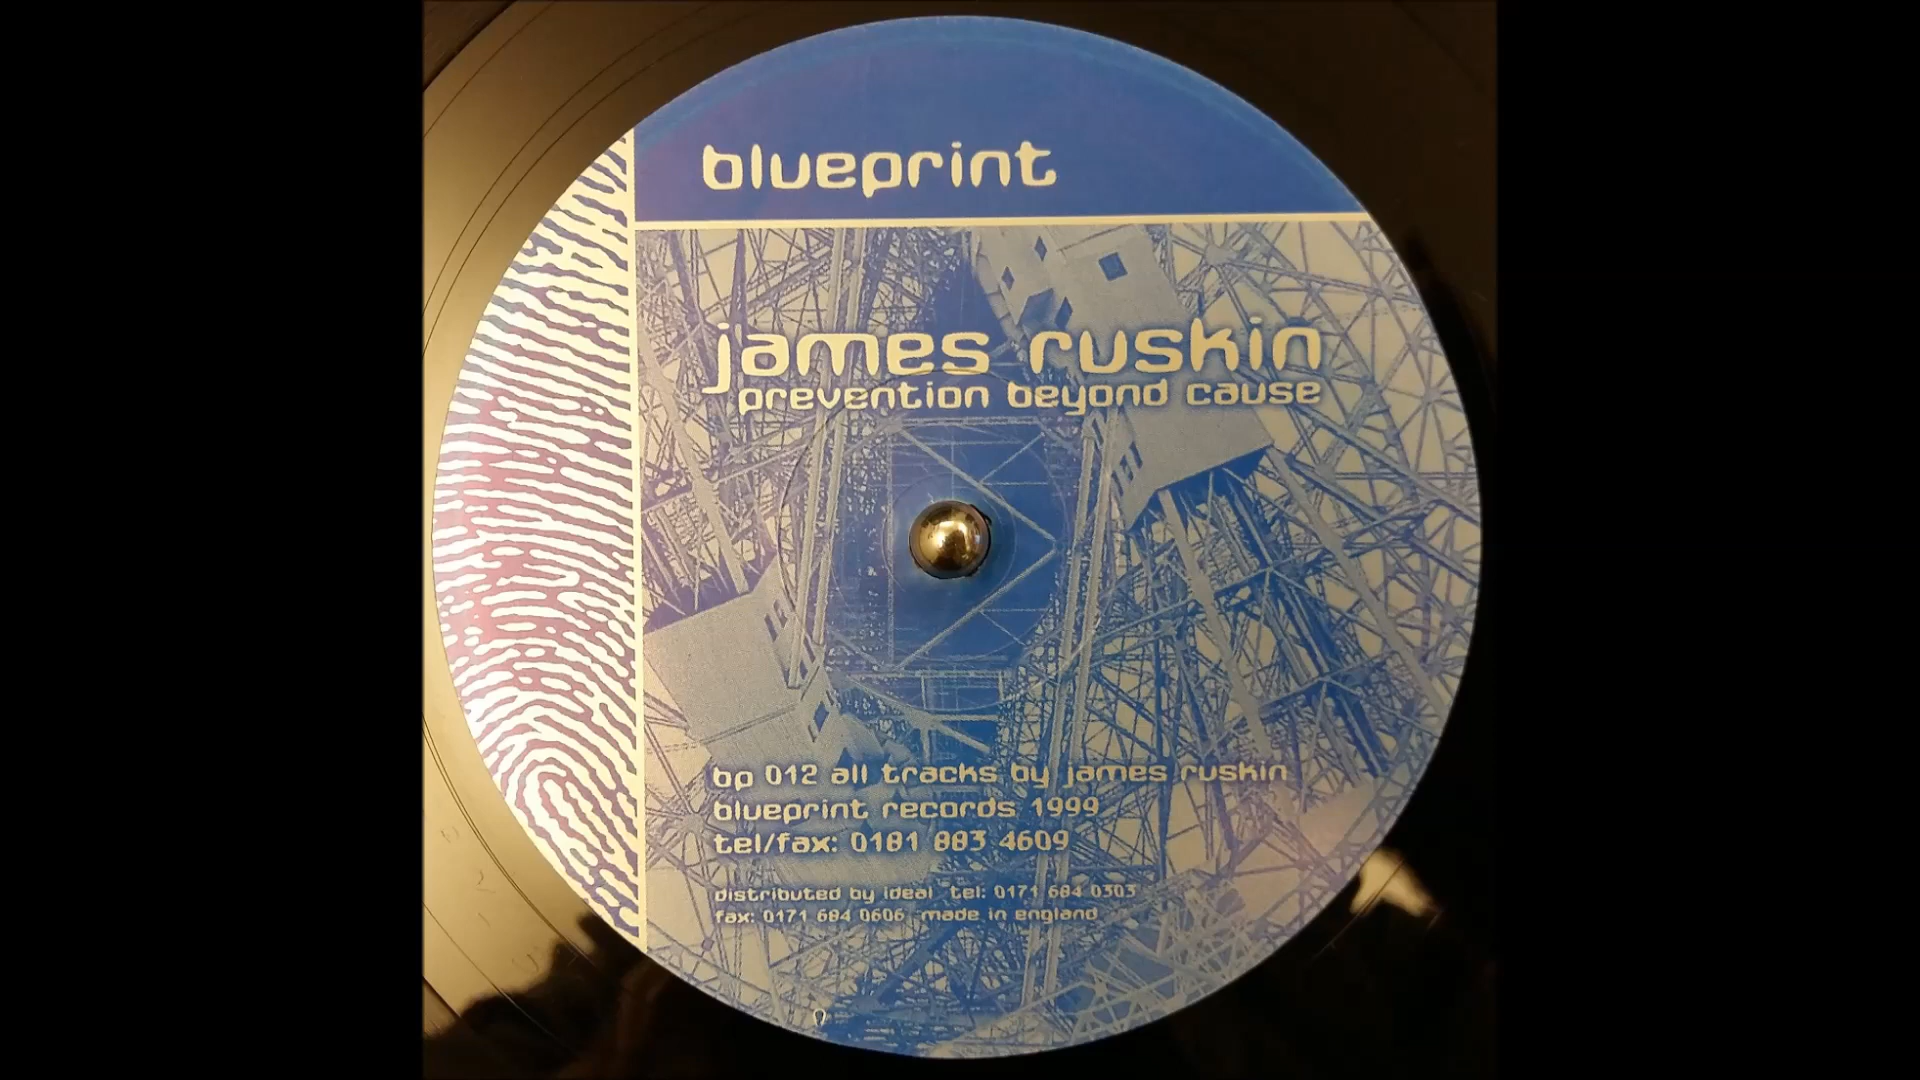 blueprint
james ruskin
prevention beyond cause
bp 012 all tracks by james ruskin
blueprint records 1999
tel/fax: 0181 883 4609
distributed by ideal tel: 0171 684 0303
fax: 0171 684 0606 made in england